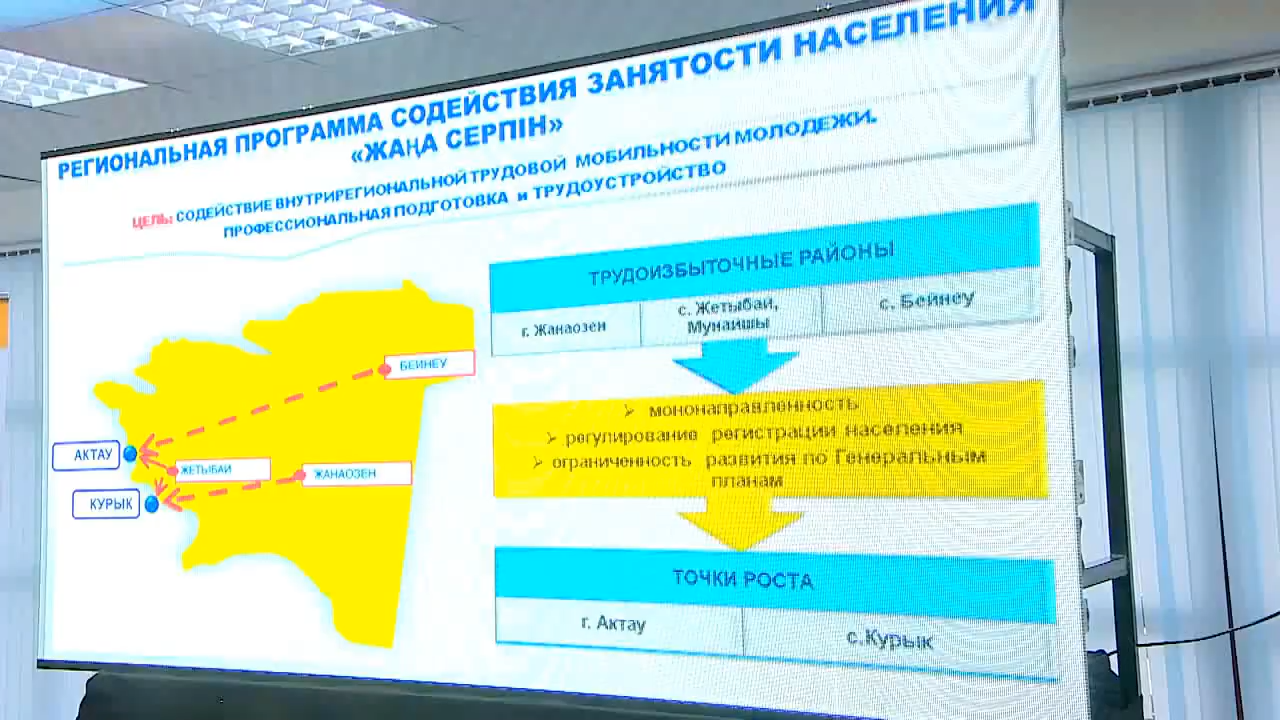 РЕГИОНАЛЬНАЯ ПРОГРАММА СОДЕЙСТВИЯ ЗАНЯТОСТИ НАСЕЛЕНИЯ
«ЖАҢА СЕРПІН»
ЦЕЛЬ: СОДЕЙСТВИЕ ВНУТРИРЕГИОНАЛЬНОЙ ТРУДОВОЙ МОБИЛЬНОСТИ МОЛОДЕЖИ.
ПРОФЕССИОНАЛЬНАЯ ПОДГОТОВКА и ТРУДОУСТРОЙСТВО
ТРУДОИЗБЫТОЧНЫЕ РАЙОНЫ
г. Жанаозен
с. Жетыбай,
Мунайшы
с. Бейнеу
БЕЙНЕУ
АКТАУ
ЖЕТЫБАЙ
ЖАНАОЗЕН
КУРЫК
➢ мононаправленность
➢ регулирование регистрации населения
➢ ограниченность развития по Генеральным
планам
ТОЧКИ РОСТА
г. Актау
с.Курык